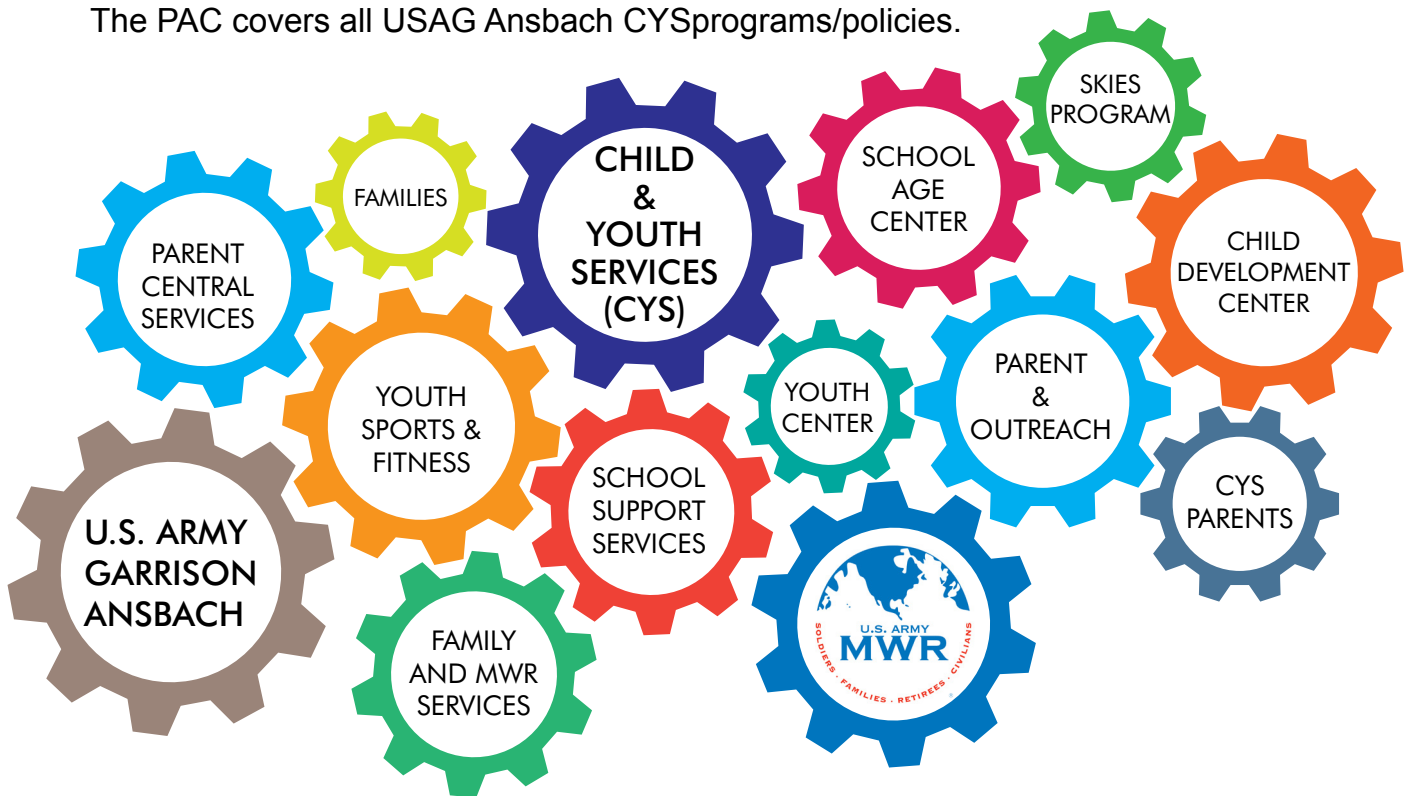 The PAC covers all USAG Ansbach CYSprograms/policies.
SKIES
PROGRAM
FAMILIES
CHILD
&
YOUTH
SERVICES
(CYS)
SCHOOL
AGE
CENTER
PARENT
CENTRAL
SERVICES
CHILD
DEVELOPMENT
CENTER
YOUTH
SPORTS &
FITNESS
YOUTH
CENTER
PARENT
&
OUTREACH
SCHOOL
SUPPORT
SERVICES
CYS
PARENTS
U.S. ARMY
GARRISON
ANSBACH
FAMILY
AND MWR
SERVICES
U.S. ARMY
MWR
SOLDIERS · FAMILIES · RETIREES · CIVILIANS